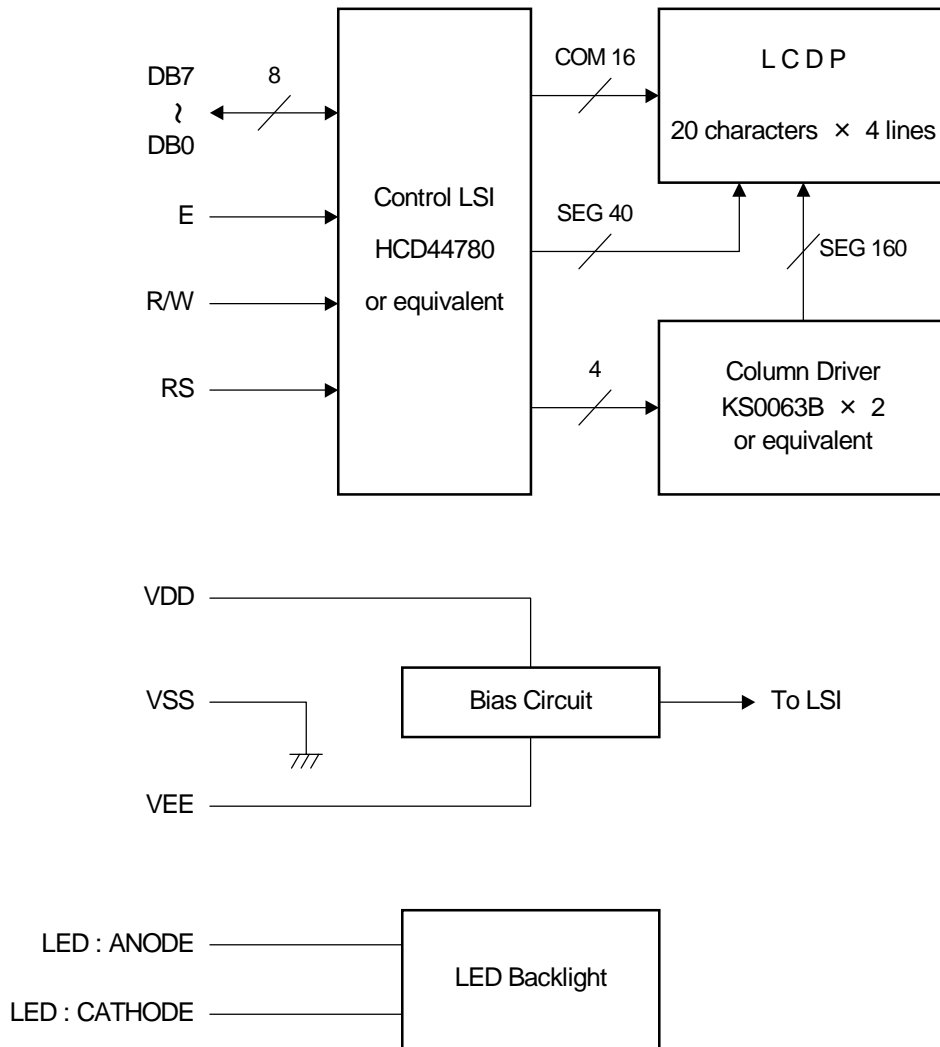 DB7
~
DB0
8
E
R/W
RS
Control LSI
HCD44780
or equivalent
COM 16
SEG 40
4
L C D P
20 characters × 4 lines
SEG 160
Column Driver
KS0063B × 2
or equivalent
VDD
VSS
VEE
Bias Circuit
To LSI
LED : ANODE
LED : CATHODE
LED Backlight